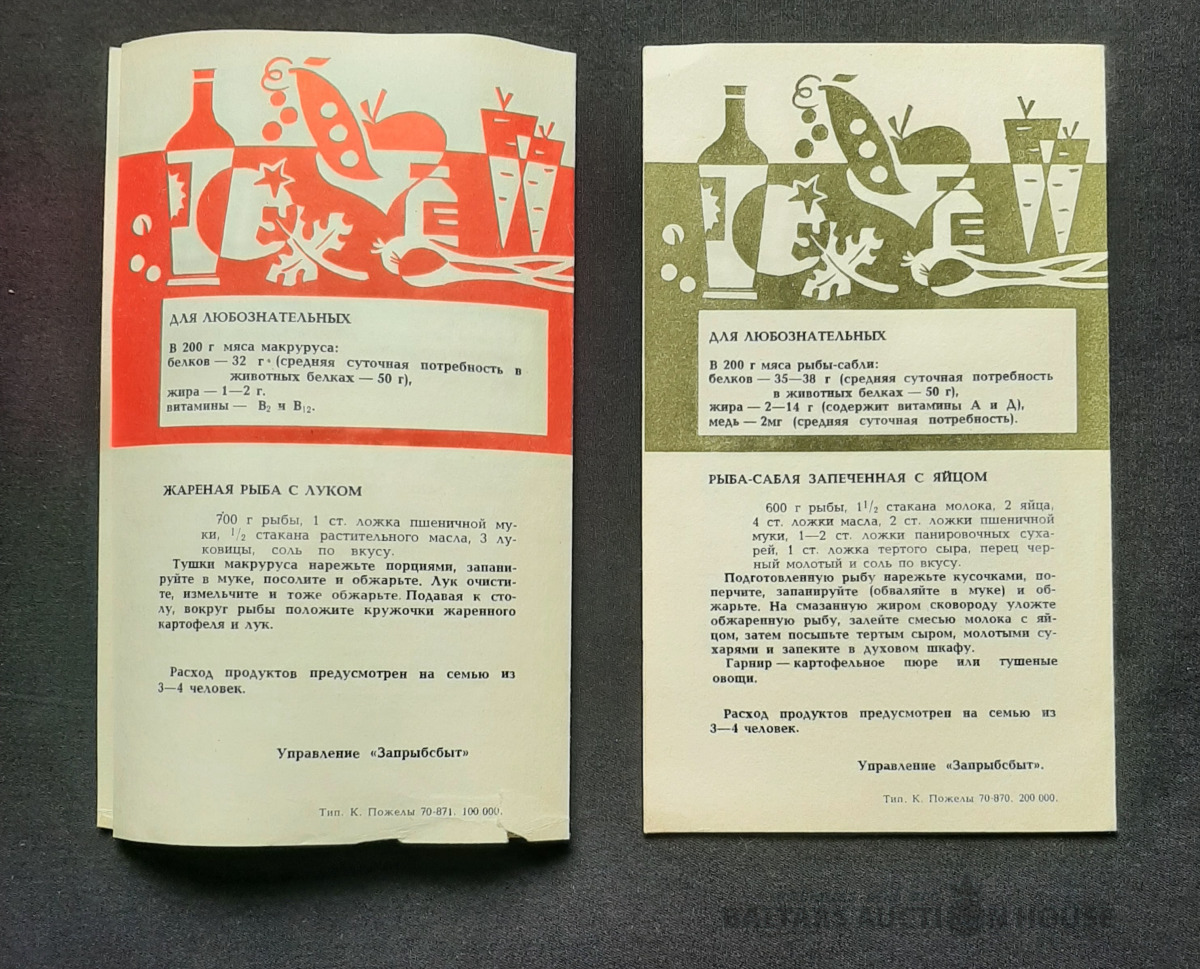 ДЛЯ ЛЮБОЗНАТЕЛЬНЫХ
В 200 г мяса макруруса:
белков — 32 г (средняя суточная потребность в
животных белках — 50 г),
жира — 1—2 г.
витамины — В₂ и В₁₂.
ЖАРЕНАЯ РЫБА С ЛУКОМ
700 г рыбы, 1 ст. ложка пшеничной му-
ки, 1/2 стакана растительного масла, 3 лу-
ковицы, соль по вкусу.
Тушки макруруса нарежьте порциями, запани-
руйте в муке, посолите и обжарьте. Лук очисти-
те, измельчите и тоже обжарьте. Подавая к сто-
лу, вокруг рыбы положите кружочки жаренного
картофеля и лук.
Расход продуктов предусмотрен на семью из
3—4 человек.
Управление «Запрыбсбыт»
Тип. К. Пожелы 70-871. 100 000.
ДЛЯ ЛЮБОЗНАТЕЛЬНЫХ
В 200 г мяса рыбы-сабли:
белков — 35—38 г (средняя суточная потребность
в животных белках — 50 г),
жира — 2—14 г (содержит витамины А и Д),
медь — 2мг (средняя суточная потребность).
РЫБА-САБЛЯ ЗАПЕЧЕННАЯ С ЯЙЦОМ
600 г рыбы, 1 1/2 стакана молока, 2 яйца,
4 ст. ложки масла, 2 ст. ложки пшеничной
муки, 1—2 ст. ложки панировочных суха-
рей, 1 ст. ложка тертого сыра, перец чер-
ный молотый и соль по вкусу.
Подготовленную рыбу нарежьте кусочками, по-
перчите, запанируйте (обваляйте в муке) и об-
жарьте. На смазанную жиром сковороду уложте
обжаренную рыбу, залейте смесью молока с яй-
цом, затем посыпьте тертым сыром, молотыми су-
харями и запеките в духовом шкафу.
Гарнир — картофельное пюре или тушеные
овощи.
Расход продуктов предусмотрен на семью из
3—4 человек.
Управление «Запрыбсбыт».
Тип. К. Пожелы 70-870. 200 000.
BALTARS AUCTION HOUSE